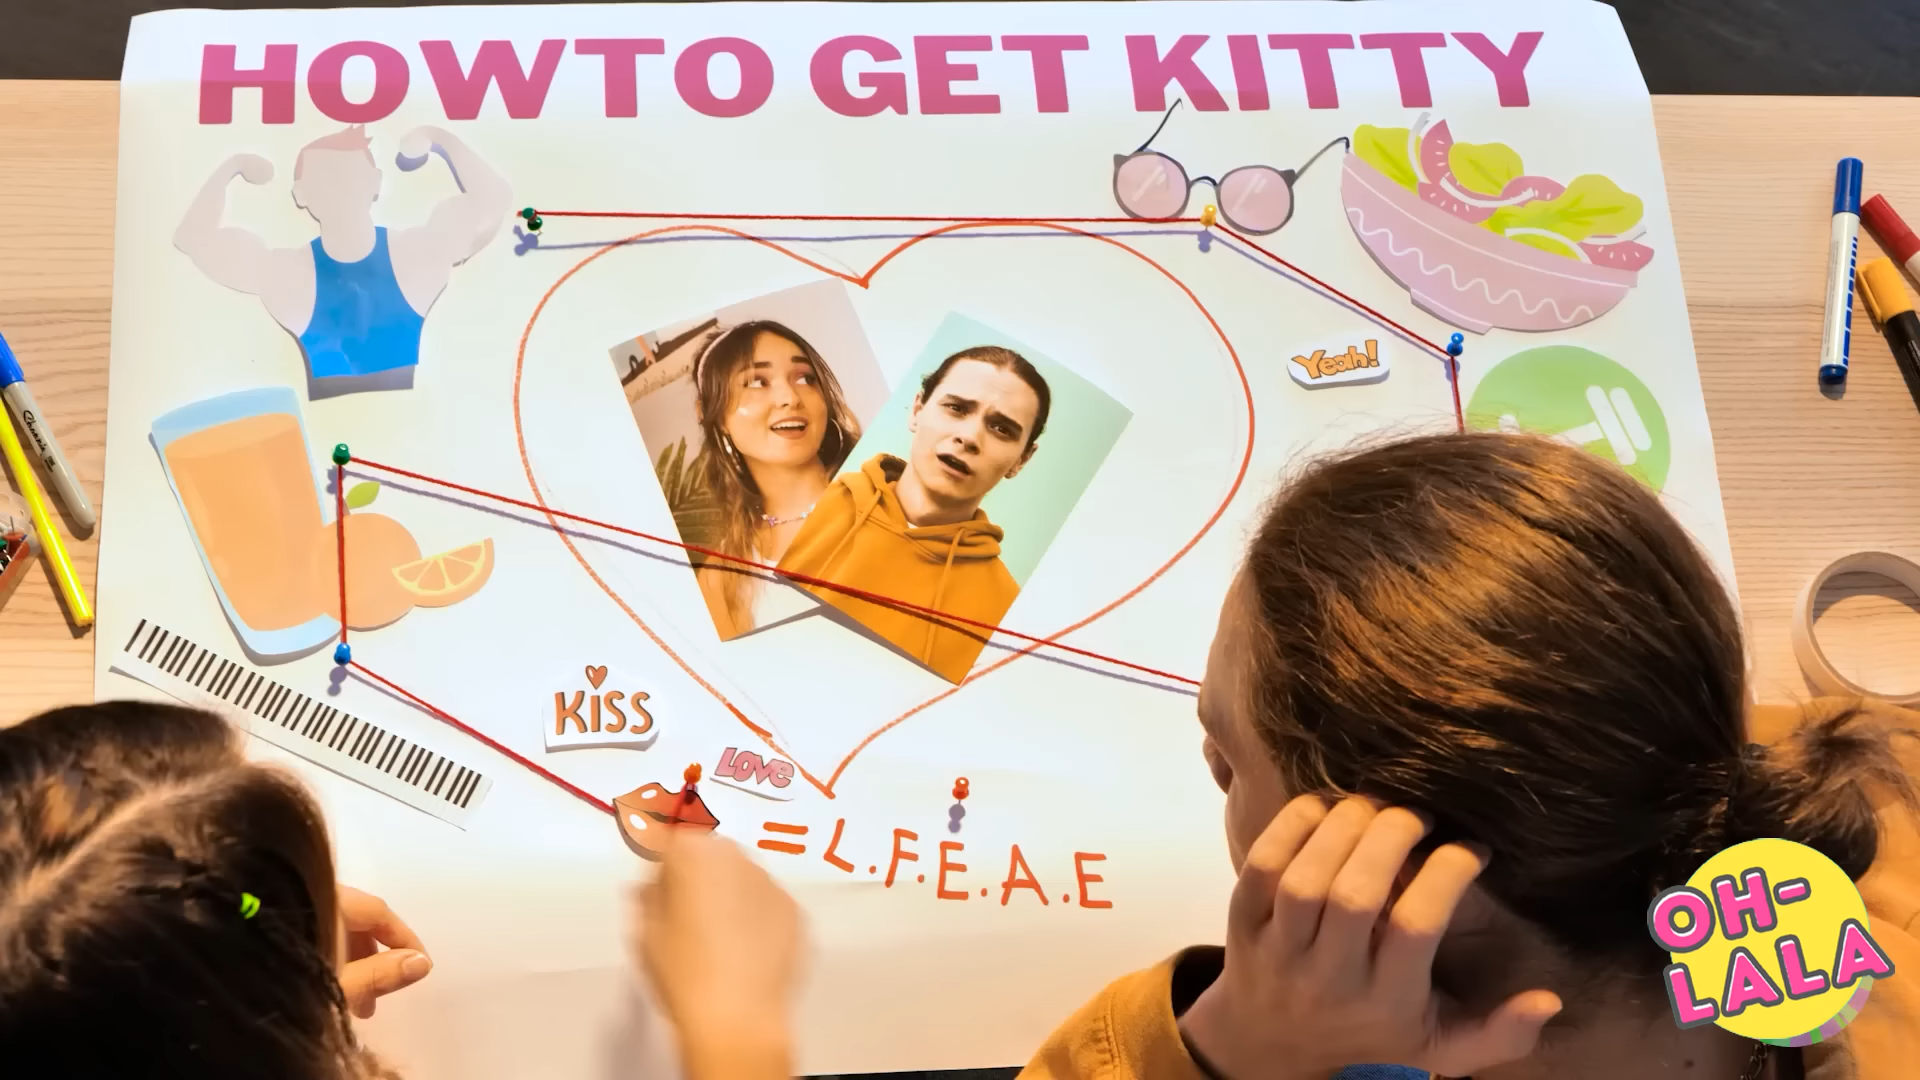 HOWTO GET KITTY
Yeah!
KISS
LOVE
= L.F.E.A.E
OH-
LALA